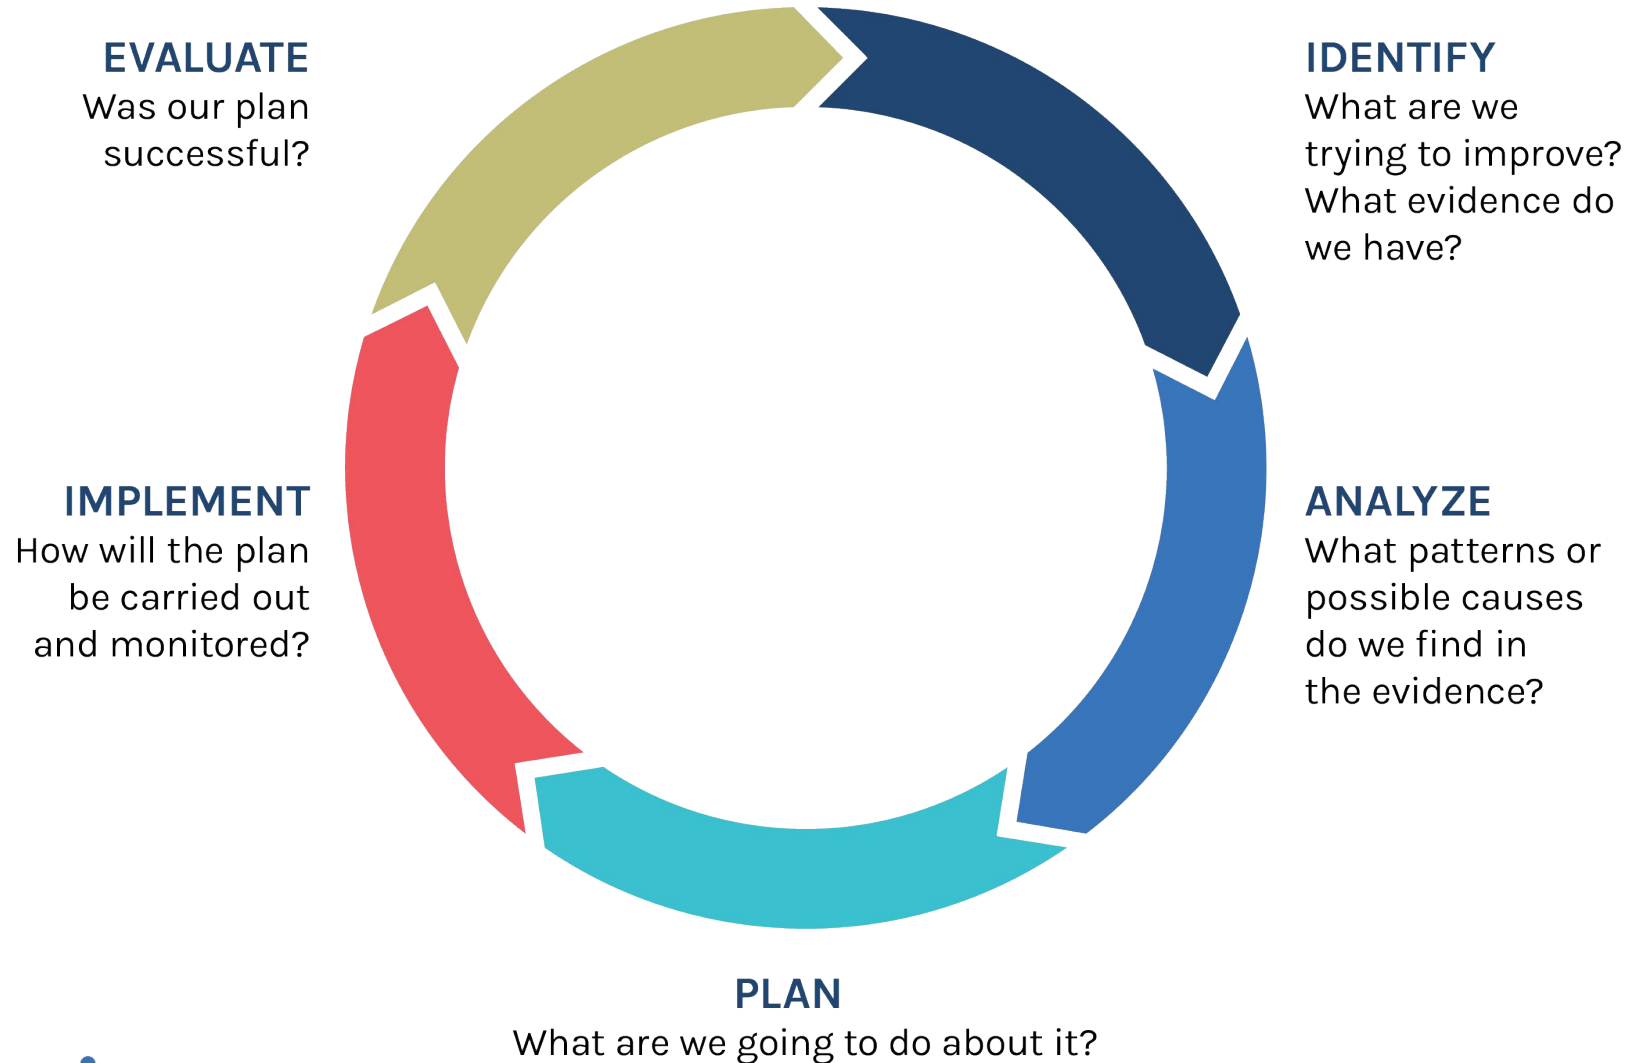 EVALUATE
Was our plan
successful?
IDENTIFY
What are we
trying to improve?
What evidence do
we have?
ANALYZE
What patterns or
possible causes
do we find in
the evidence?
PLAN
What are we going to do about it?
IMPLEMENT
How will the plan
be carried out
and monitored?